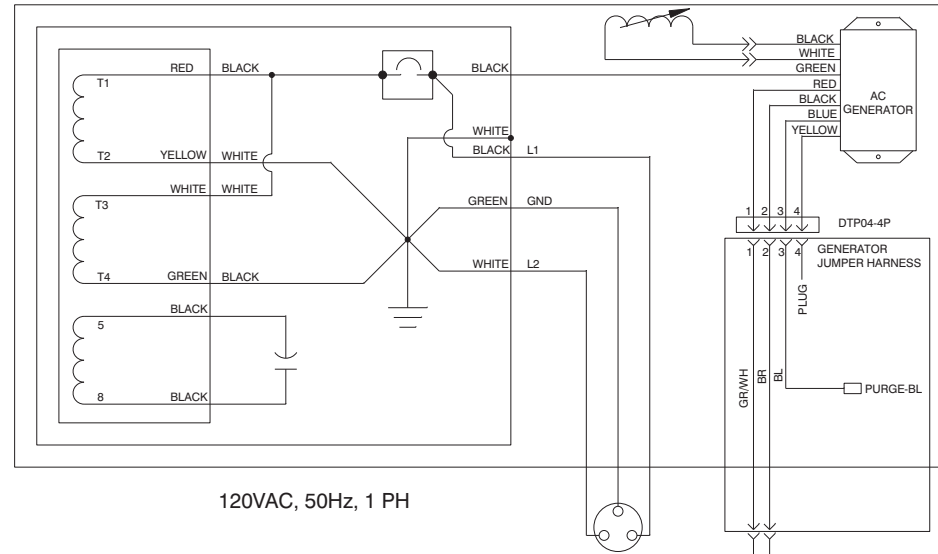 BLACK
WHITE
GREEN
RED
BLACK
BLUE
YELLOW
AC
GENERATOR
T1
RED BLACK
BLACK
WHITE
BLACK L1
T2
YELLOW WHITE
WHITE WHITE
T3
GREEN GND
WHITE L2
T4
GREEN BLACK
BLACK
5
8
BLACK
1 2 3 4
DTP04-4P
1 2 3 4
GENERATOR
JUMPER HARNESS
PLUG
GR/WH
BR
BL
PURGE-BL
120VAC, 50Hz, 1 PH